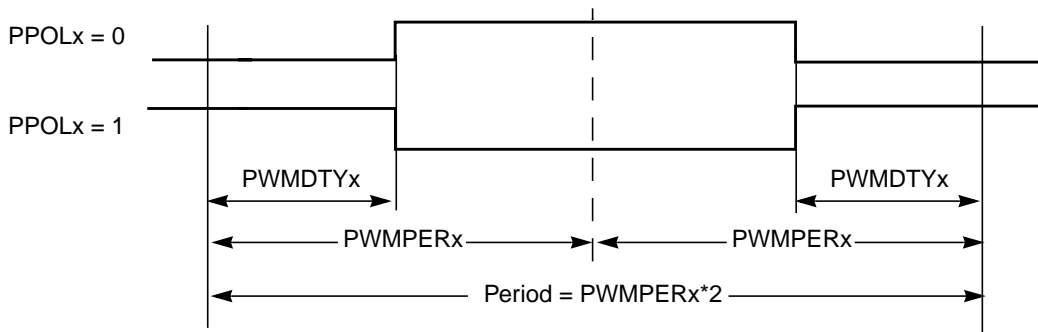 PPOLx = 0
PPOLx = 1
PWMDTYx
PWMDTYx
PWMPERx
PWMPERx
Period = PWMPERx*2